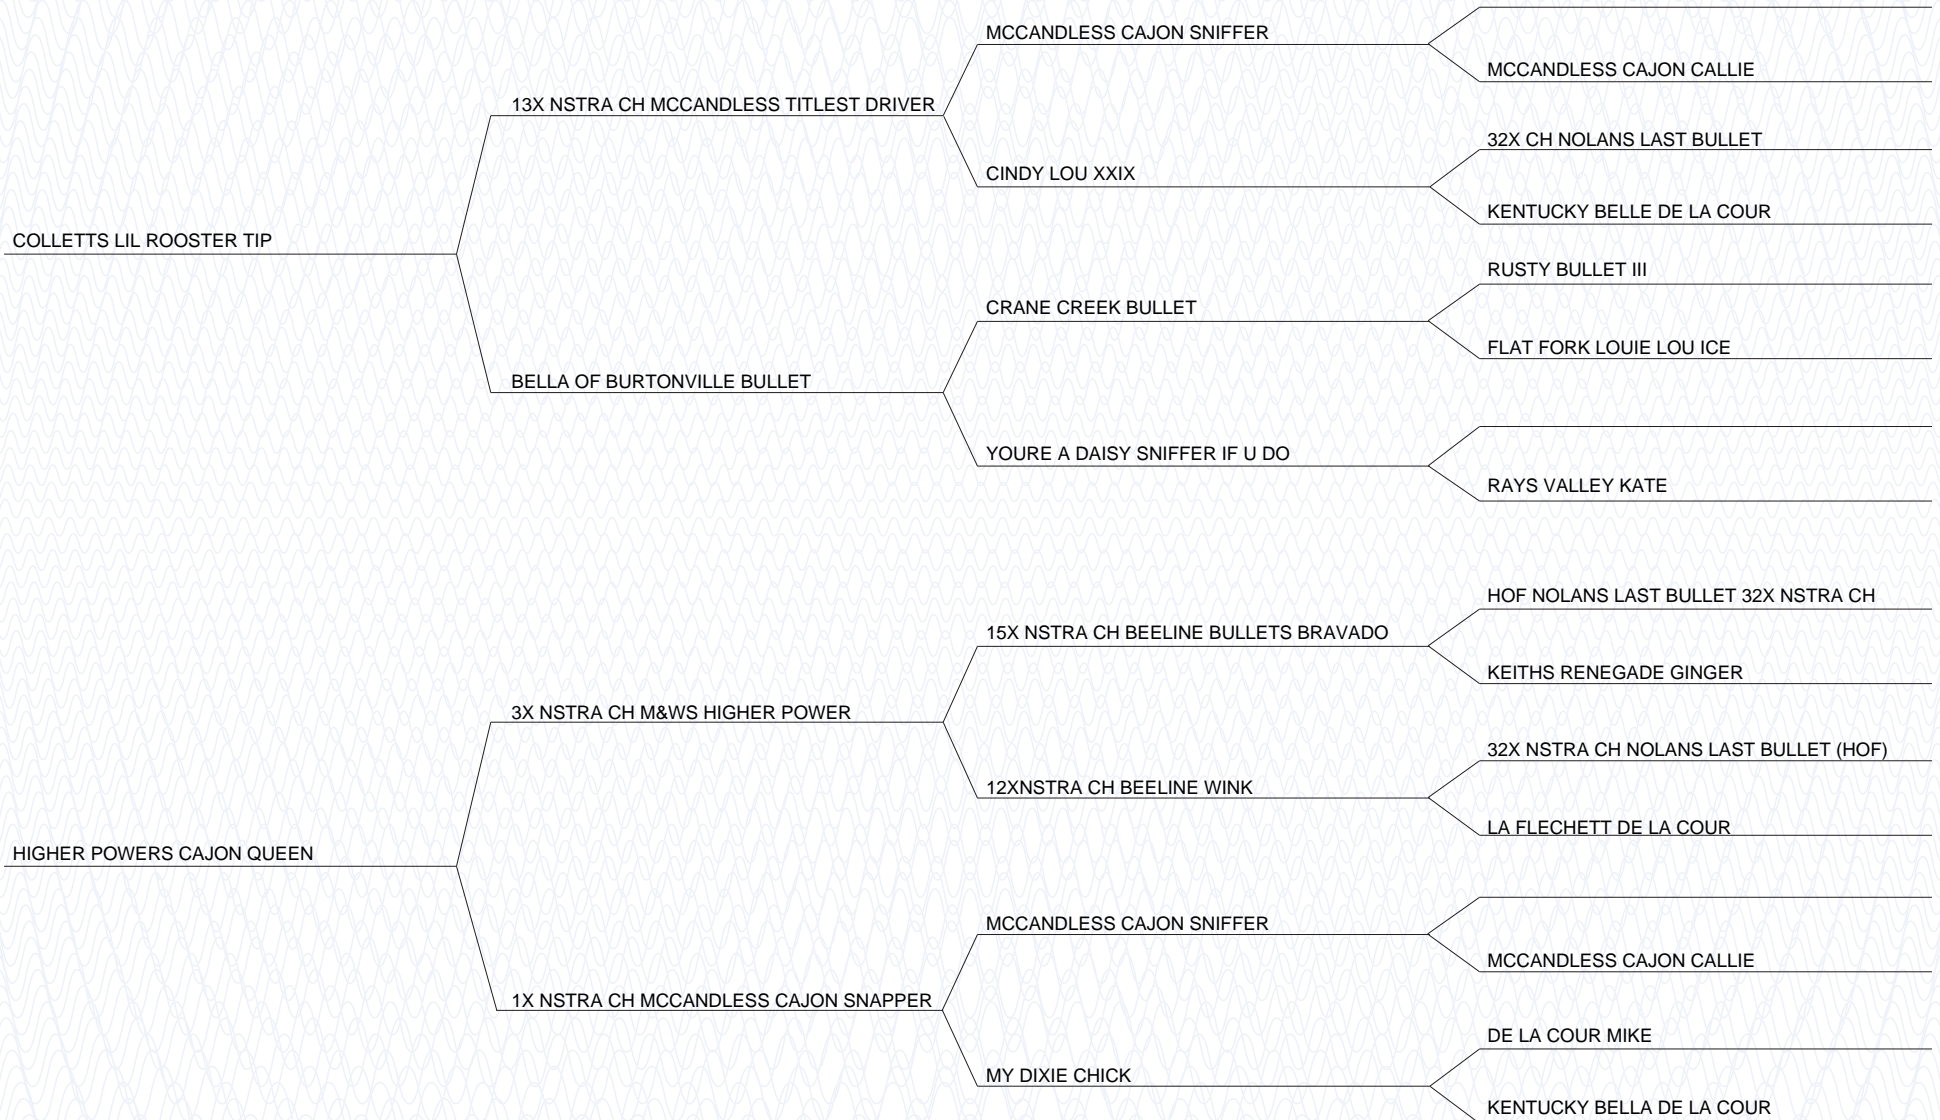 MCCANDLESS CAJON SNIFFER
MCCANDLESS CAJON CALLIE
13X NSTRA CH MCCANDLESS TITLEST DRIVER
32X CH NOLANS LAST BULLET
CINDY LOU XXIX
KENTUCKY BELLE DE LA COUR
COLLETTS LIL ROOSTER TIP
RUSTY BULLET III
CRANE CREEK BULLET
FLAT FORK LOUIE LOU ICE
BELLA OF BURTONVILLE BULLET
YOURE A DAISY SNIFFER IF U DO
RAYS VALLEY KATE
HOF NOLANS LAST BULLET 32X NSTRA CH
15X NSTRA CH BEELINE BULLETS BRAVADO
KEITHS RENEGADE GINGER
3X NSTRA CH M&WS HIGHER POWER
32X NSTRA CH NOLANS LAST BULLET (HOF)
12XNSTRA CH BEELINE WINK
LA FLECHETT DE LA COUR
HIGHER POWERS CAJON QUEEN
MCCANDLESS CAJON SNIFFER
MCCANDLESS CAJON CALLIE
1X NSTRA CH MCCANDLESS CAJON SNAPPER
DE LA COUR MIKE
MY DIXIE CHICK
KENTUCKY BELLA DE LA COUR